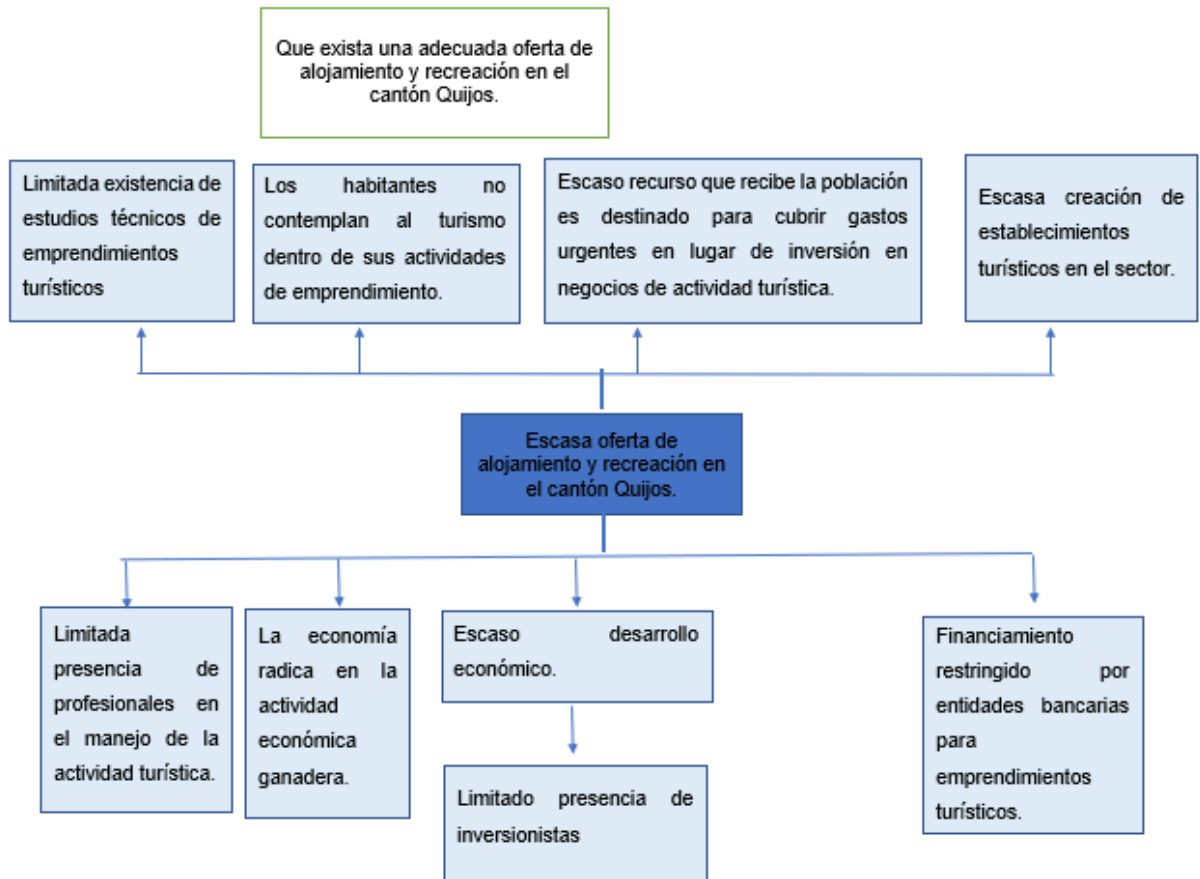 Que exista una adecuada oferta de
alojamiento y recreación en el
cantón Quijos.
Limitada existencia de
estudios técnicos de
emprendimientos
turísticos
Los habitantes no
contemplan al turismo
dentro de sus actividades
de emprendimiento.
Escaso recurso que recibe la población
es destinado para cubrir gastos
urgentes en lugar de inversión en
negocios de actividad turística.
Escasa creación de
establecimientos
turísticos en el sector.
Escasa oferta de
alojamiento y recreación en
el cantón Quijos.
Limitada
presencia de
profesionales en
el manejo de la
actividad turística.
La economía
radica en la
actividad
económica
ganadera.
Escaso desarrollo
económico.
Limitado presencia de
inversionistas
Financiamiento
restringido por
entidades bancarias
para
emprendimientos
turísticos.